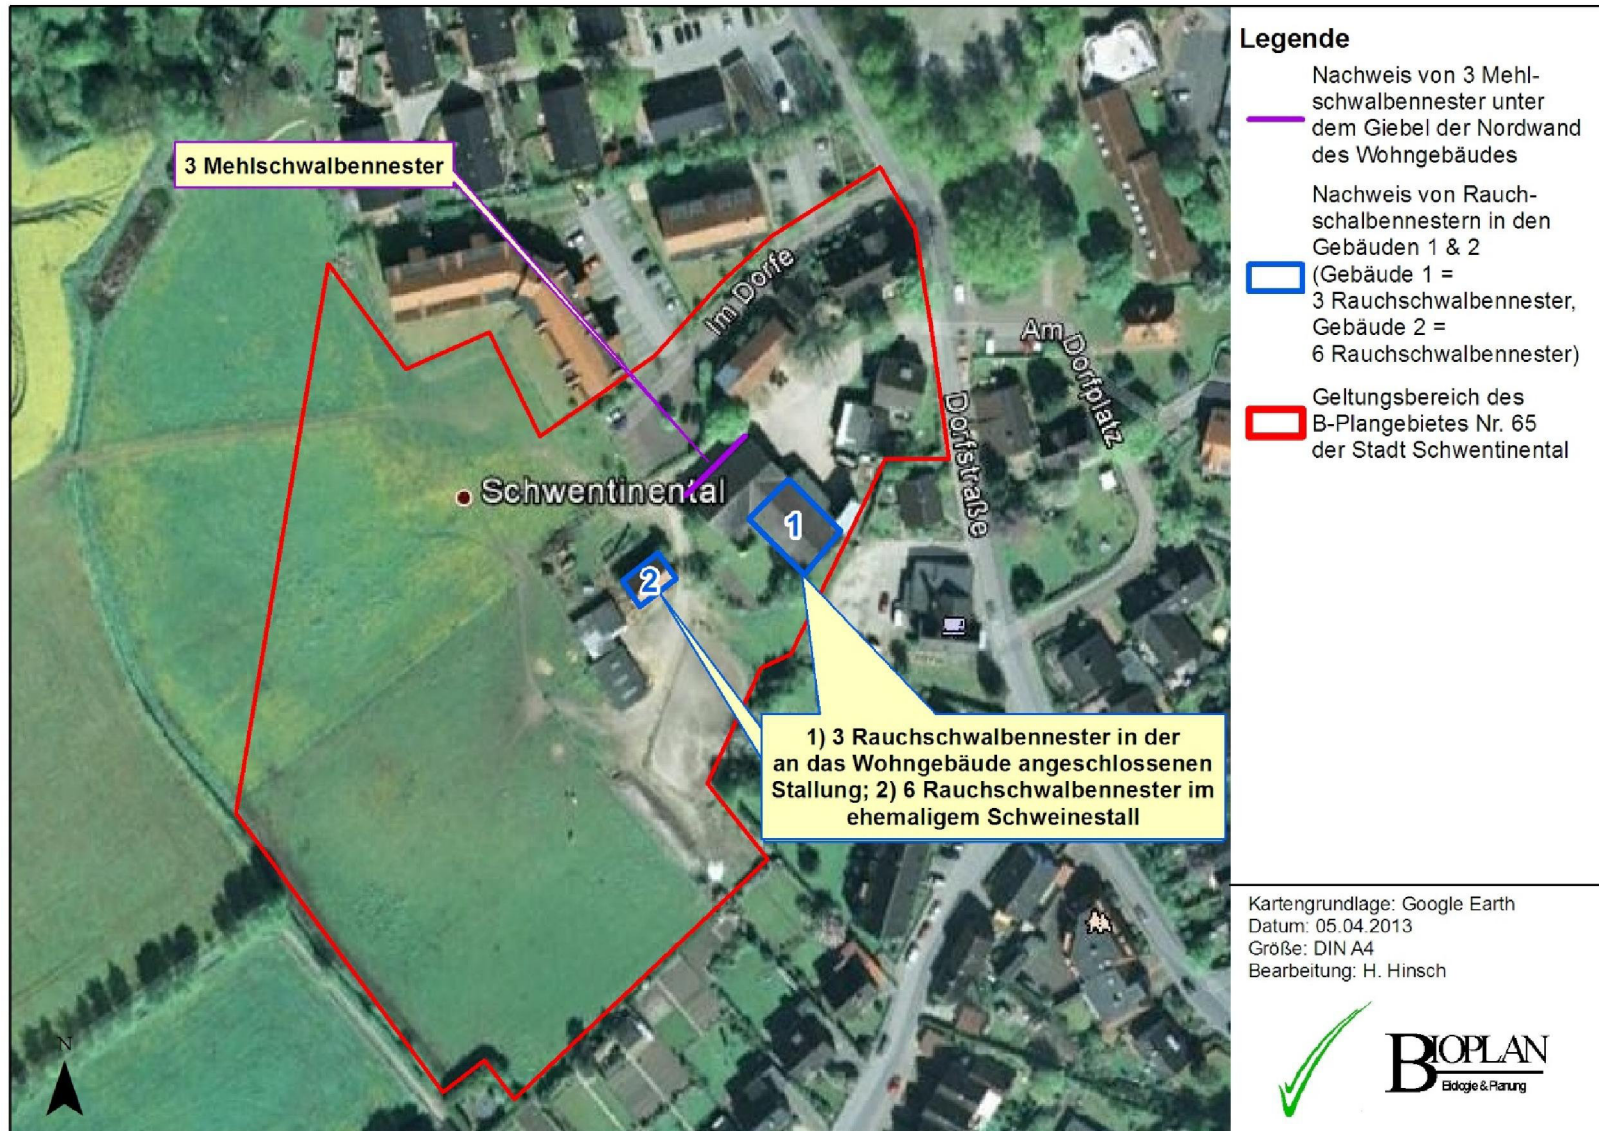 3 Mehlschwalbennester
Im Dorfe
Am Dorfplatz
Dorfstraße
Schwentinental
1
2
1) 3 Rauchschwalbennester in der
an das Wohngebäude angeschlossenen
Stallung; 2) 6 Rauchschwalbennester im
ehemaligem Schweinestall
N
Legende
Nachweis von 3 Mehl-
schwalbennester unter
dem Giebel der Nordwand
des Wohngebäudes
Nachweis von Rauch-
schalbennestern in den
Gebäuden 1 & 2
(Gebäude 1 =
3 Rauchschwalbennester,
Gebäude 2 =
6 Rauchschwalbennester)
Geltungsbereich des
B-Plangebietes Nr. 65
der Stadt Schwentinental
Kartengrundlage: Google Earth
Datum: 05.04.2013
Größe: DIN A4
Bearbeitung: H. Hinsch
BIOPLAN
Biologie & Planung